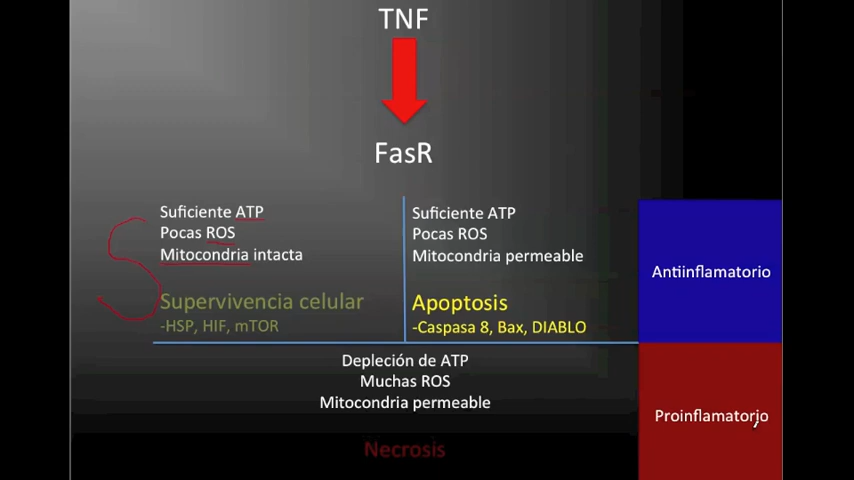 TNF
FasR
Suficiente ATP
Pocas ROS
Mitocondria intacta
Supervivencia celular
-HSP, HIF, mTOR
Suficiente ATP
Pocas ROS
Mitocondria permeable
Apoptosis
-Caspasa 8, Bax, DIABLO
Antiinflamatorio
Depleción de ATP
Muchas ROS
Mitocondria permeable
Necrosis
Proinflamatorio
S